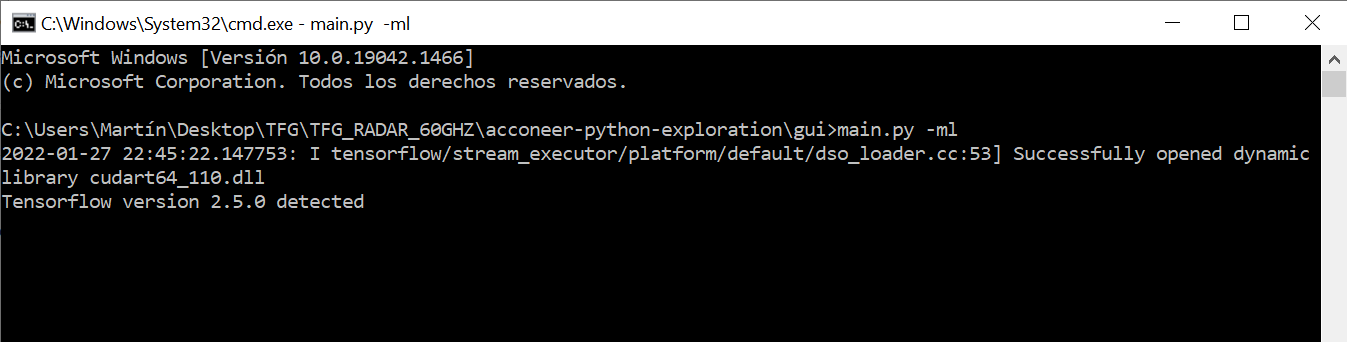 C:\Windows\System32\cmd.exe - main.py  -ml
Microsoft Windows [Versión 10.0.19042.1466]
(c) Microsoft Corporation. Todos los derechos reservados.
C:\Users\Martín\Desktop\TFG\TFG_RADAR_60GHZ\acconeer-python-exploration\gui>main.py -ml
2022-01-27 22:45:22.147753: I tensorflow/stream_executor/platform/default/dso_loader.cc:53] Successfully opened dynamic
library cudart64_110.dll
Tensorflow version 2.5.0 detected